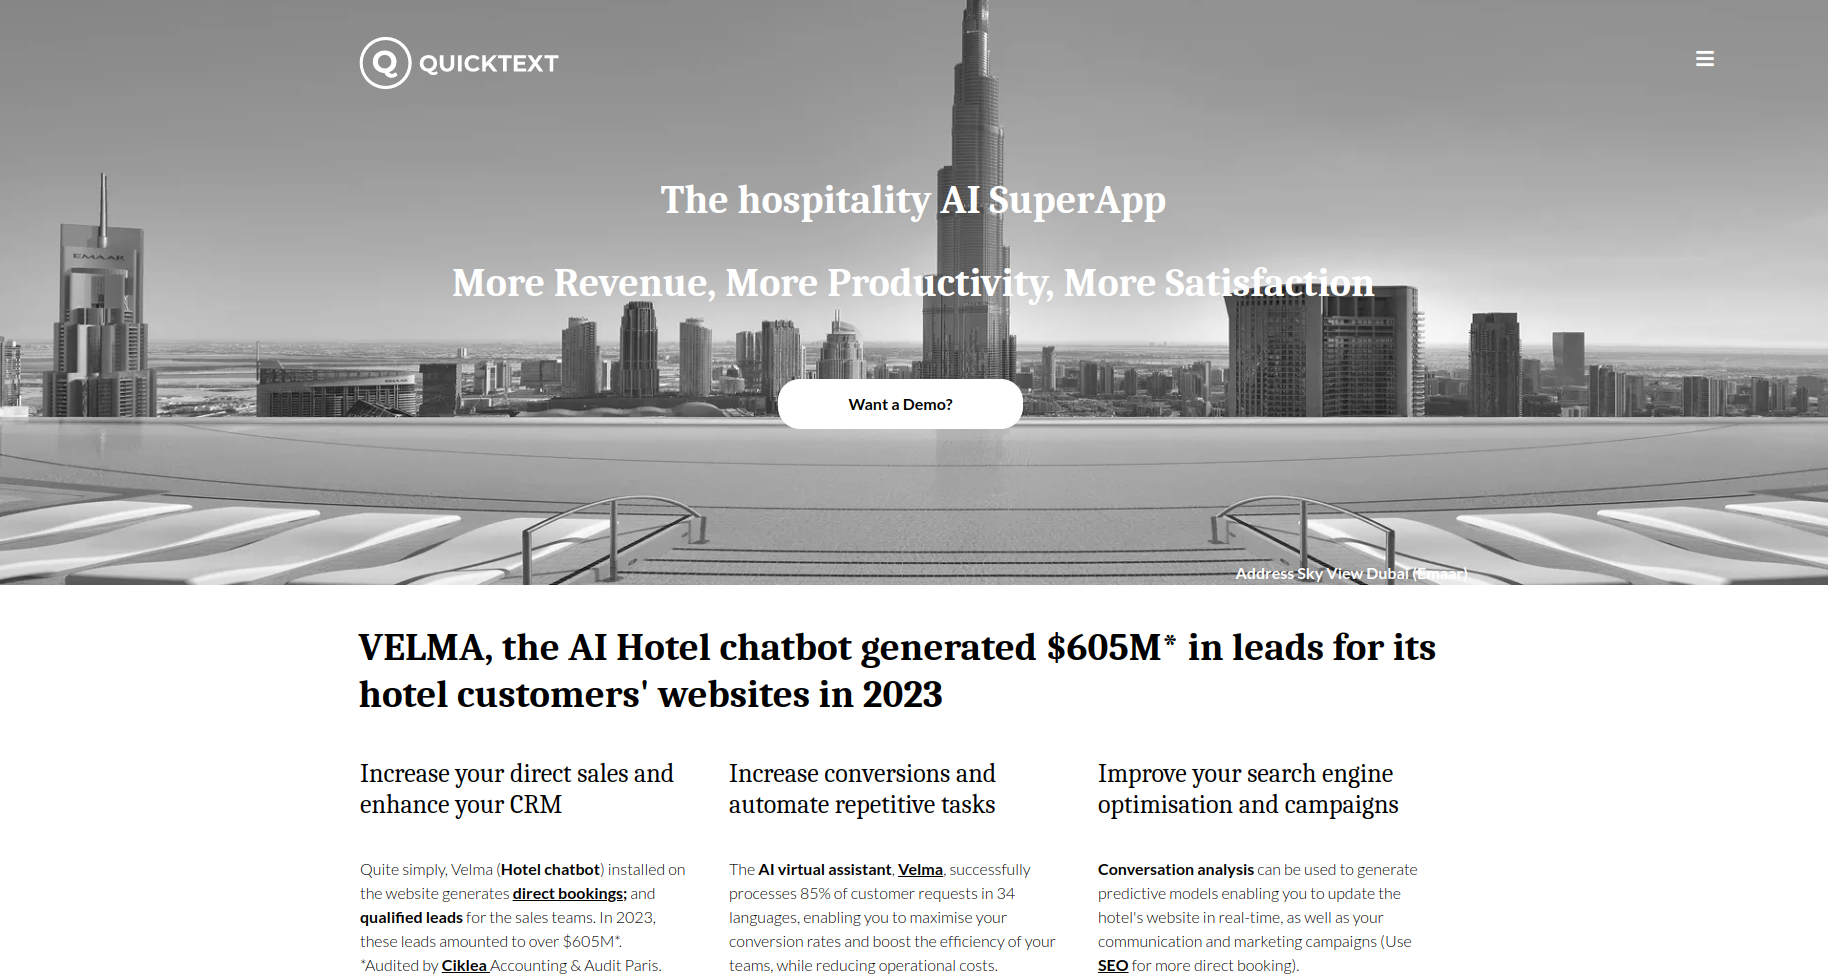 QUICKTEXT
The hospitality AI SuperApp
More Revenue, More Productivity, More Satisfaction
EMAAR
EMAAR
Want a Demo?
Address Sky View Dubai (Emaar)
VELMA, the AI Hotel chatbot generated $605M* in leads for its
hotel customers' websites in 2023
Increase your direct sales and
enhance your CRM
Quite simply, Velma (Hotel chatbot) installed on
the website generates direct bookings; and
qualified leads for the sales teams. In 2023,
these leads amounted to over $605M*.
*Audited by Ciklea Accounting & Audit Paris.
Increase conversions and
automate repetitive tasks
The AI virtual assistant, Velma, successfully
processes 85% of customer requests in 34
languages, enabling you to maximise your
conversion rates and boost the efficiency of your
teams, while reducing operational costs.
Improve your search engine
optimisation and campaigns
Conversation analysis can be used to generate
predictive models enabling you to update the
hotel's website in real-time, as well as your
communication and marketing campaigns (Use
SEO for more direct booking).